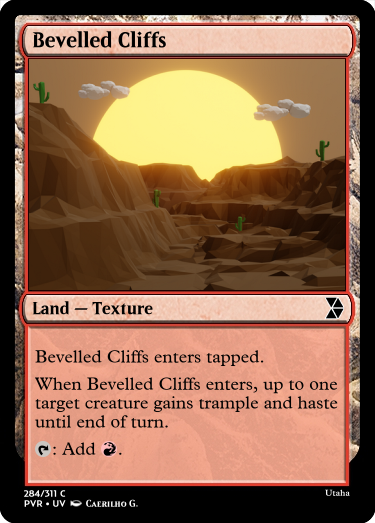 Bevelled Cliffs
Land — Texture
Bevelled Cliffs enters tapped.
When Bevelled Cliffs enters, up to one
target creature gains trample and haste
until end of turn.
: Add .
284/311 C
PVR • UV Caerilho G.
Utaha